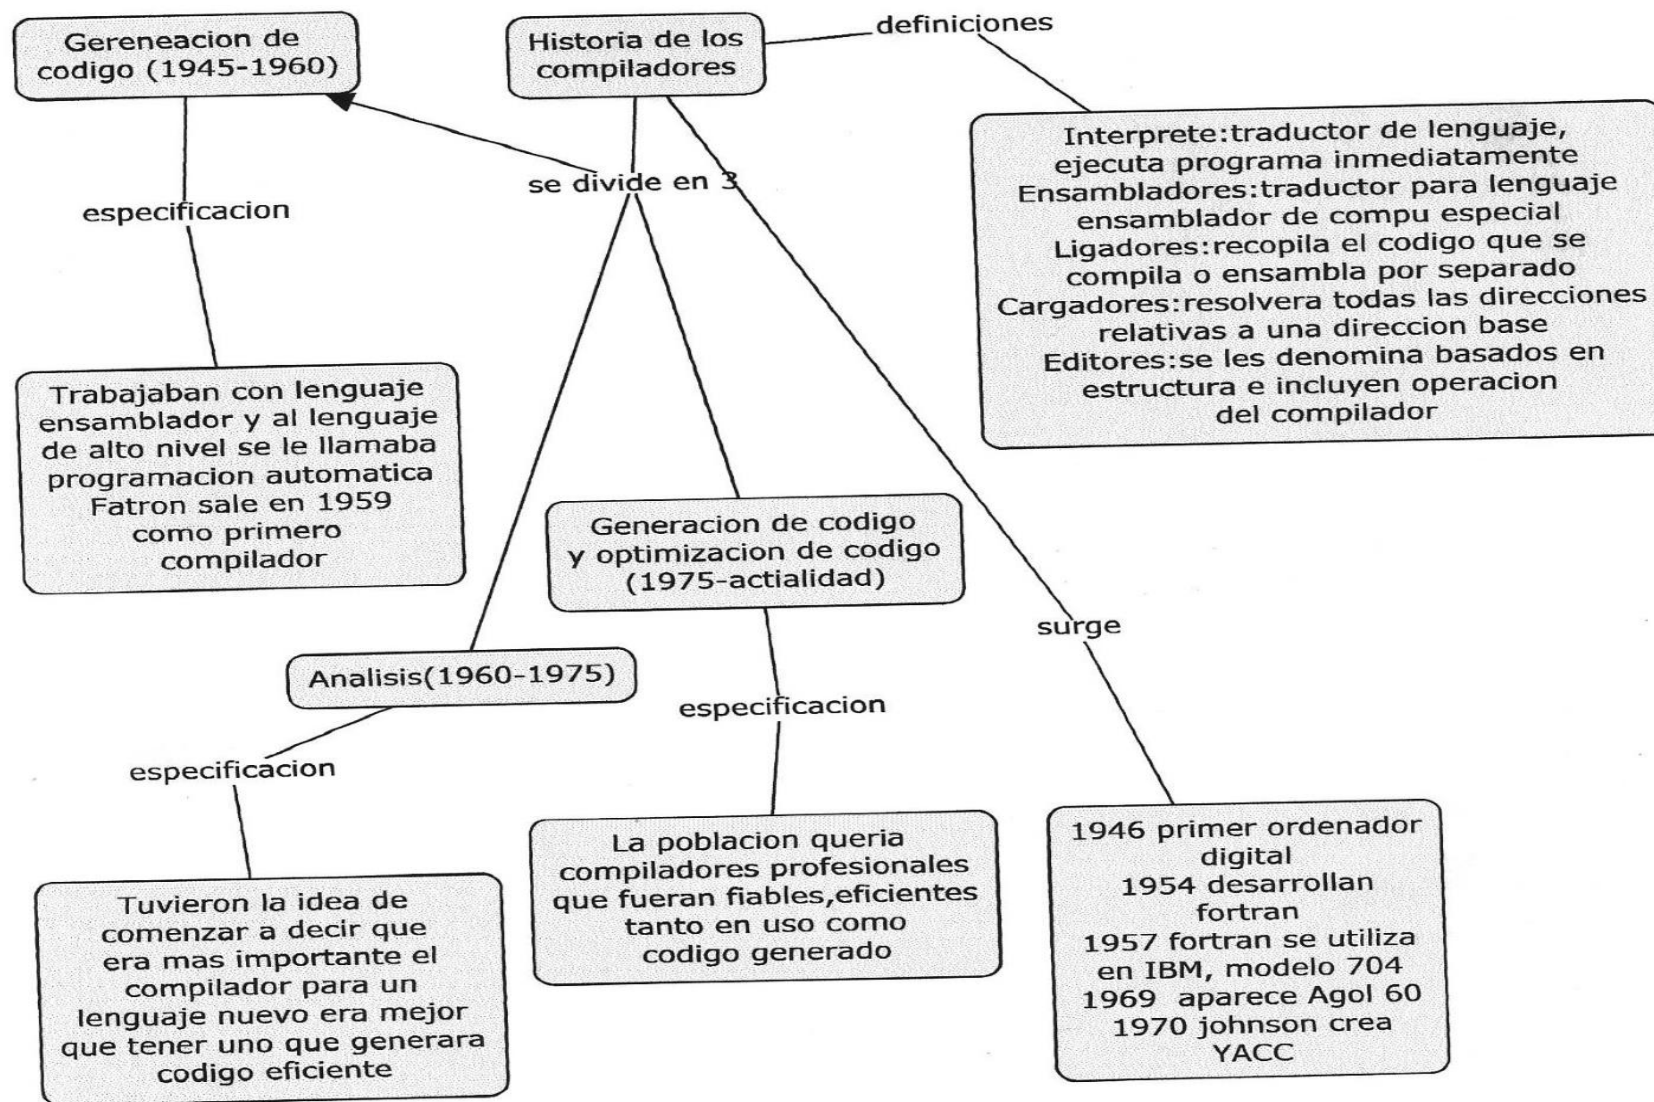 Gereneacion de
codigo (1945-1960)
Historia de los
compiladores
definiciones
Interprete:traductor de lenguaje,
ejecuta programa inmediatamente
Ensambladores:traductor para lenguaje
ensamblador de compu especial
Ligadores:recopila el codigo que se
compila o ensambla por separado
Cargadores:resolvera todas las direcciones
relativas a una direccion base
Editores:se les denomina basados en
estructura e incluyen operacion
del compilador
se divide en 3
especificacion
Trabajaban con lenguaje
ensamblador y al lenguaje
de alto nivel se le llamaba
programacion automatica
Fatron sale en 1959
como primero
compilador
Generacion de codigo
y optimizacion de codigo
(1975-actialidad)
surge
Analisis(1960-1975)
especificacion
especificacion
Tuvieron la idea de
comenzar a decir que
era mas importante el
compilador para un
lenguaje nuevo era mejor
que tener uno que generara
codigo eficiente
La poblacion queria
compiladores profesionales
que fueran fiables,eficientes
tanto en uso como
codigo generado
1946 primer ordenador
digital
1954 desarrollan
fortran
1957 fortran se utiliza
en IBM, modelo 704
1969 aparece Agol 60
1970 johnson crea
YACC